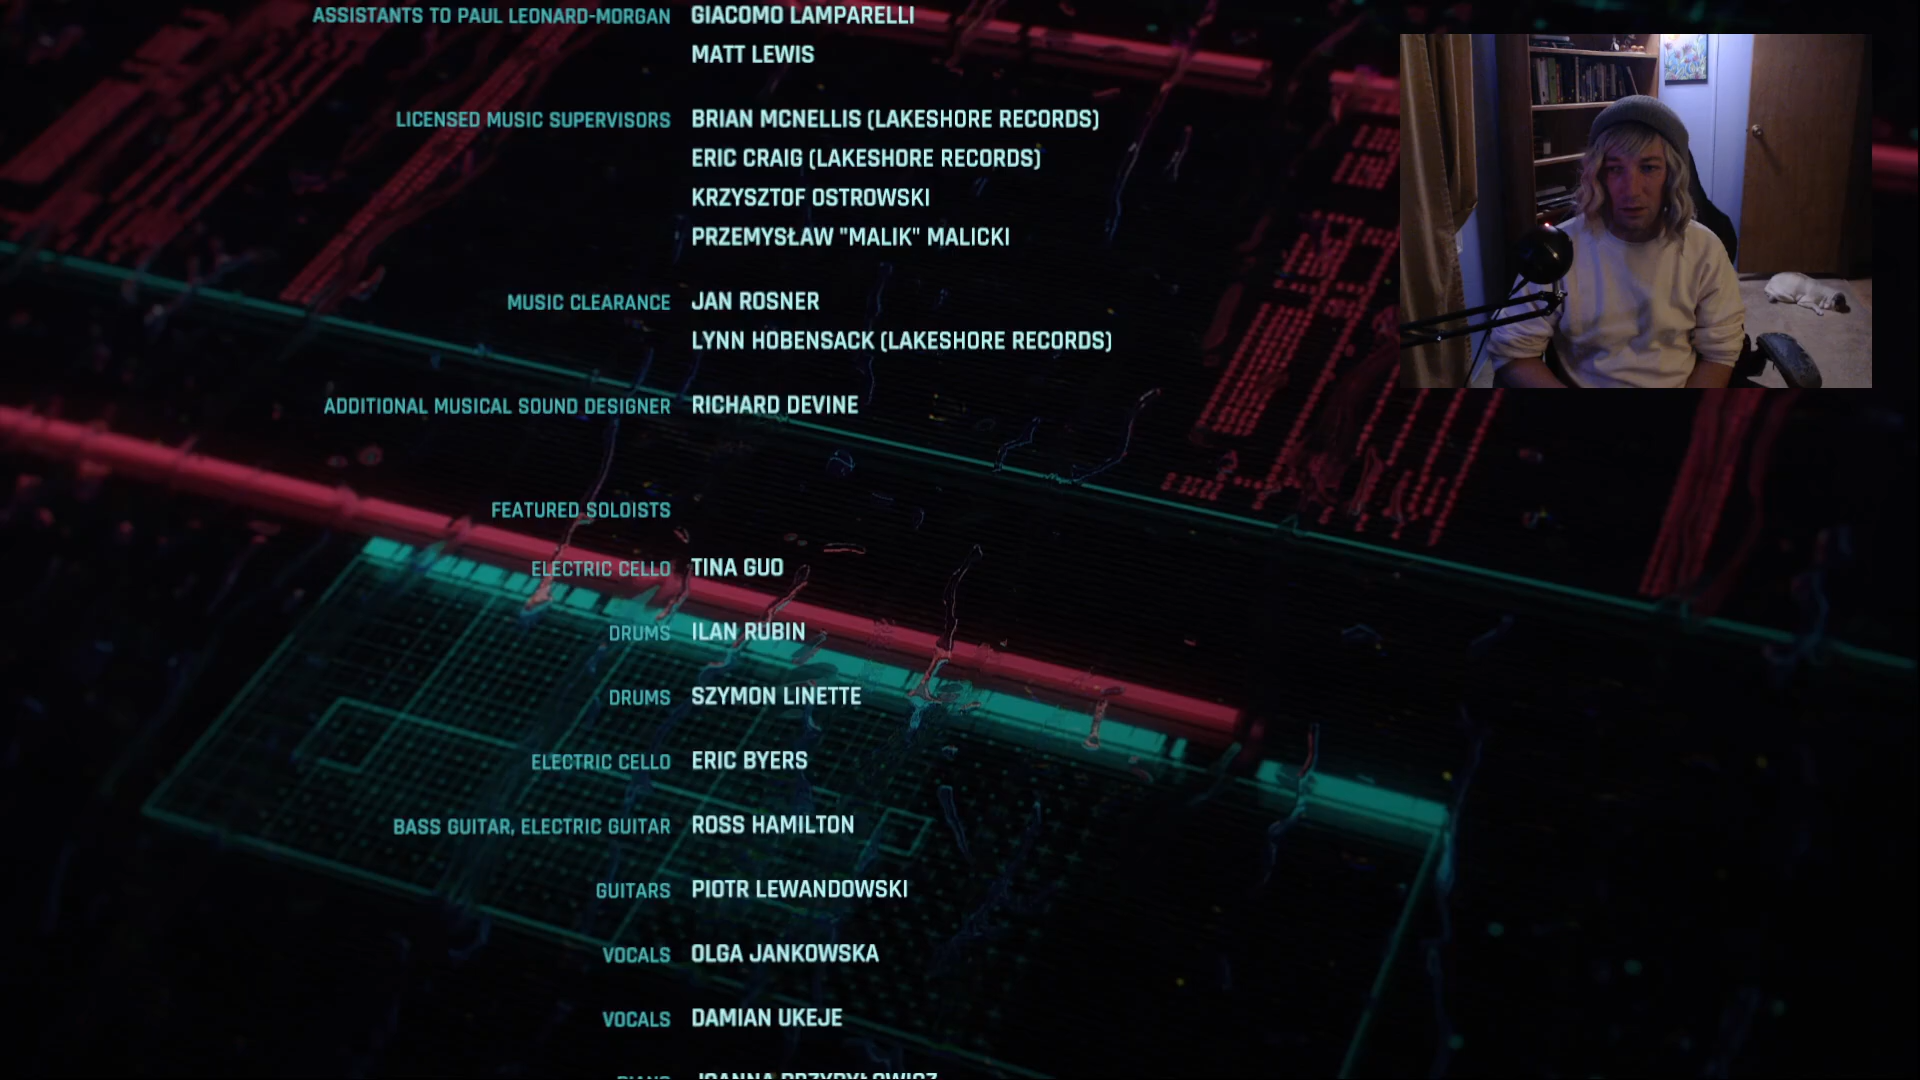 ASSISTANTS TO PAUL LEONARD-MORGAN GIACOMO LAMPARELLI
MATT LEWIS
LICENSED MUSIC SUPERVISORS BRIAN MCNELLIS (LAKESHORE RECORDS)
ERIC CRAIG (LAKESHORE RECORDS)
KRZYSZTOF OSTROWSKI
PRZEMYSŁAW "MALIK" MALICKI
MUSIC CLEARANCE JAN ROSNER
LYNN HOBENSACK (LAKESHORE RECORDS)
ADDITIONAL MUSICAL SOUND DESIGNER RICHARD DEVINE
FEATURED SOLOISTS
ELECTRIC CELLO TINA GUO
DRUMS ILAN RUBIN
DRUMS SZYMON LINETTE
ELECTRIC CELLO ERIC BYERS
BASS GUITAR, ELECTRIC GUITAR ROSS HAMILTON
GUITARS PIOTR LEWANDOWSKI
VOCALS OLGA JANKOWSKA
VOCALS DAMIAN UKEJE